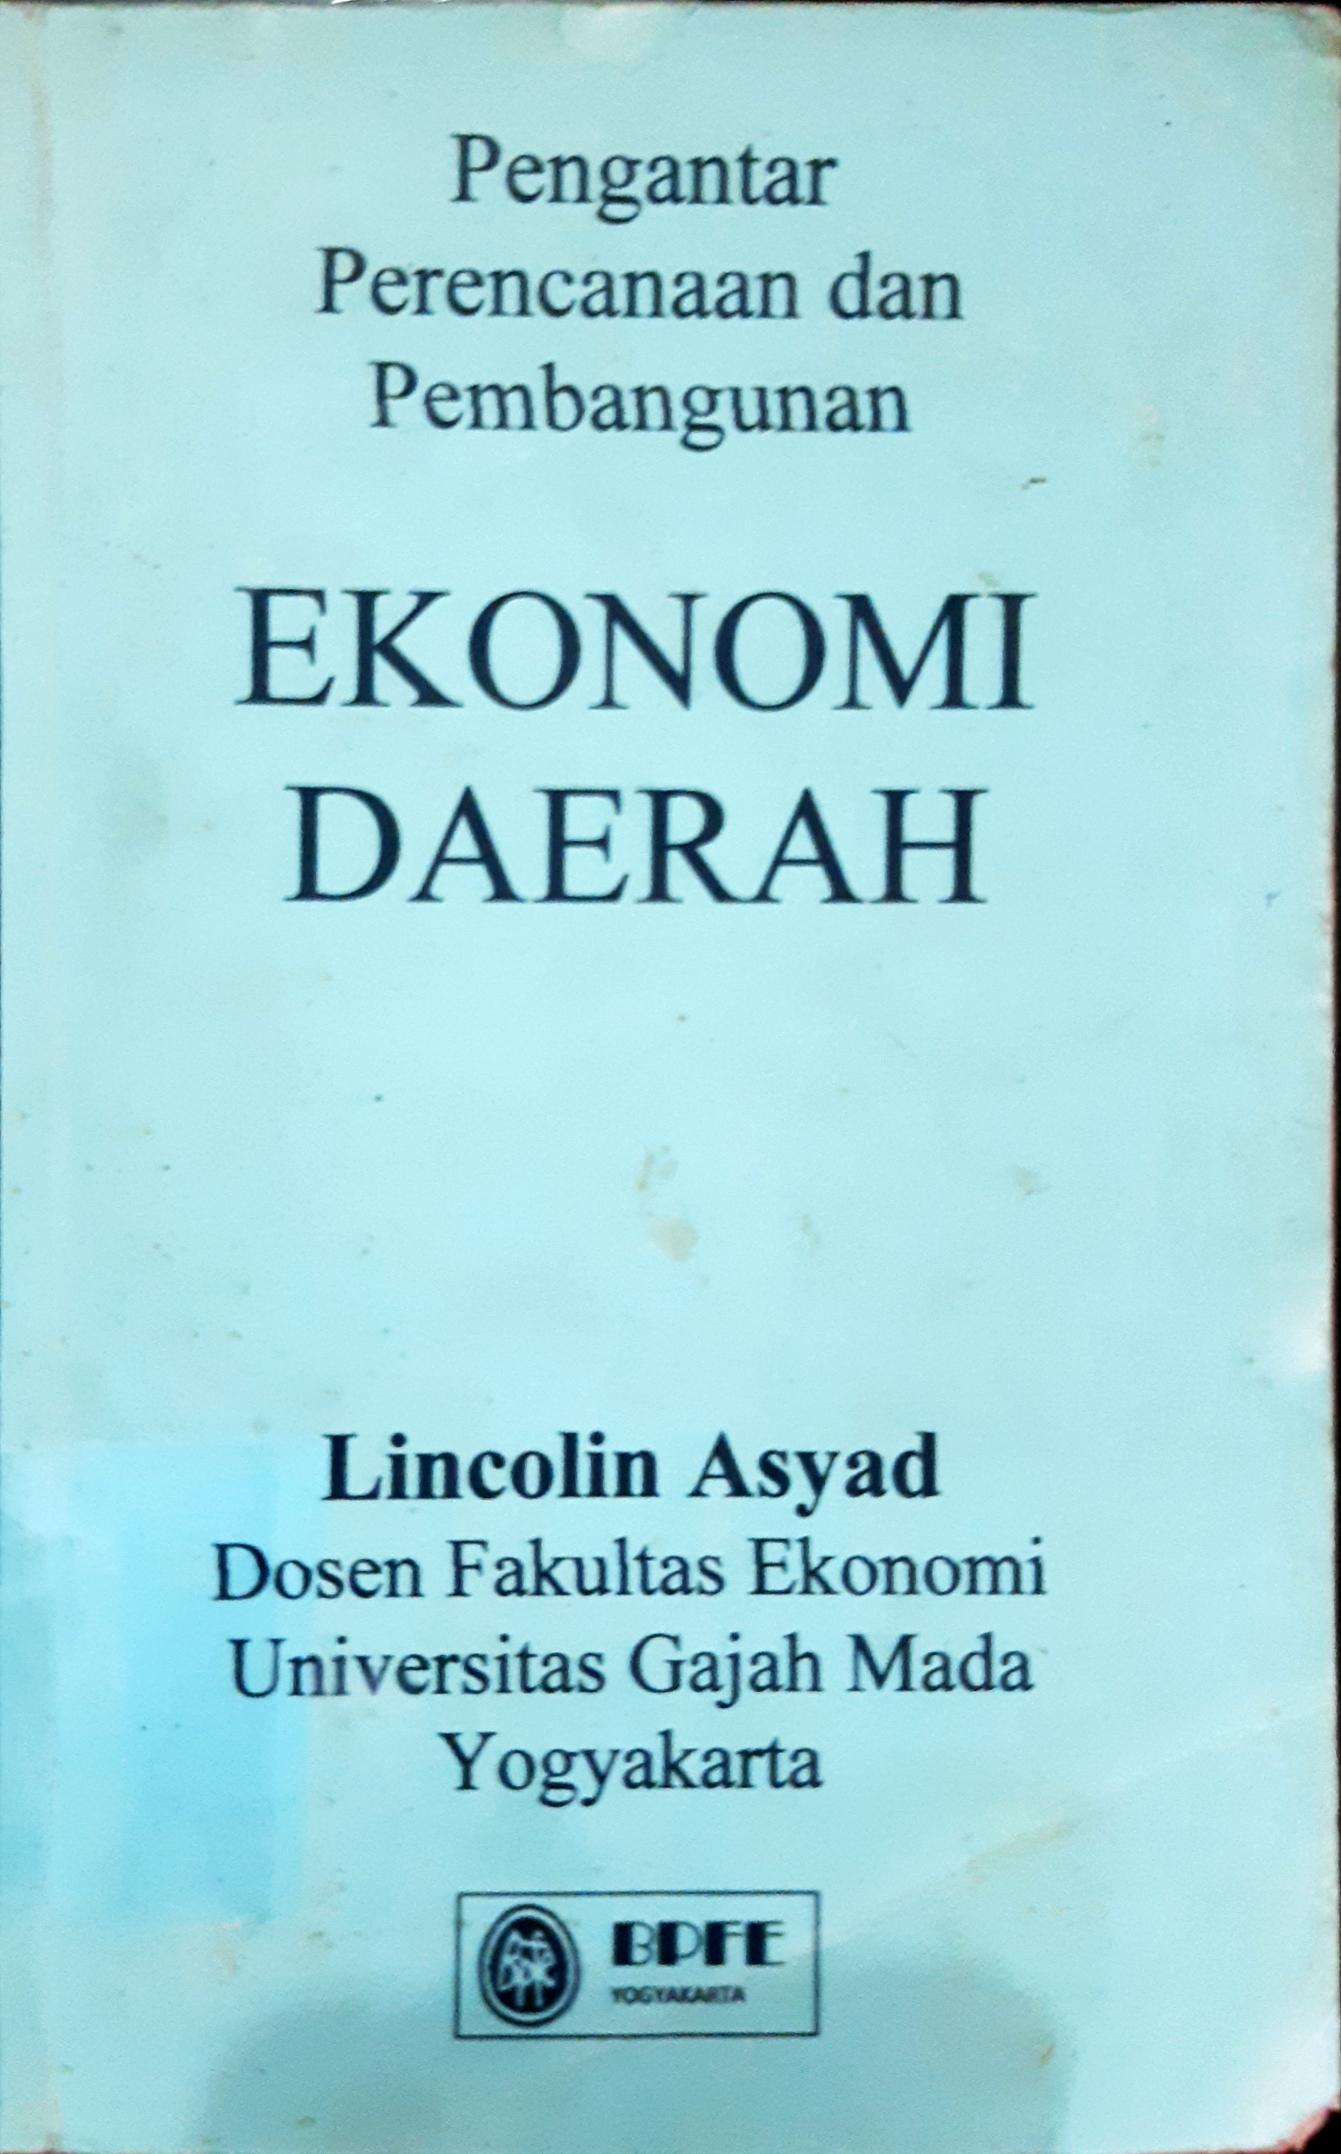 Pengantar
Perencanaan dan
Pembangunan
EKONOMI
DAERAH
Lincolin Asyad
Dosen Fakultas Ekonomi
Universitas Gajah Mada
Yogyakarta
BPFE
YOGYAKARTA